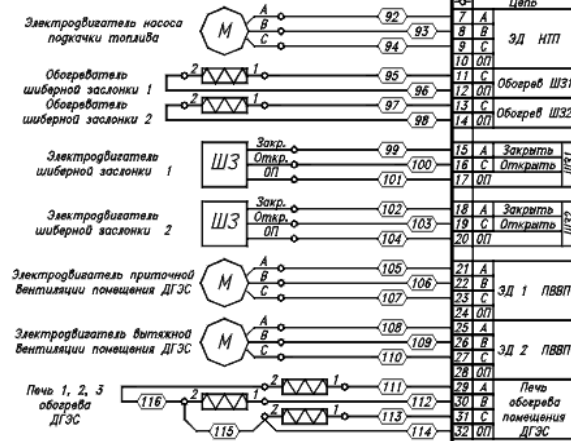 Цепь
Электродвигатель насоса
подкачки топлива
М
А 92 7 А
В 93 8 В
С 94 9 С
10 ОП
ЭД НТП
Обогреватель
шиберной заслонки 1
2 1 95 11 С
96 12 ОП
Обогрев ШЗ1
Обогреватель
шиберной заслонки 2
2 1 97 13 С
98 14 ОП
Обогрев ШЗ2
Электродвигатель
шиберной заслонки 1
ШЗ
Закр. 99 15 А Закрыть
Откр. 100 16 С Открыть
ОП 101 17 ОП
ШЗ1
Электродвигатель
шиберной заслонки 2
ШЗ
Закр. 102 18 А Закрыть
Откр. 103 19 С Открыть
ОП 104 20 ОП
ШЗ2
Электродвигатель приточной
вентиляции помещения ДГЭС
М
А 105 21 А
В 106 22 В
С 107 23 С
24 ОП
ЭД 1 ПВВП
Электродвигатель вытяжной
вентиляции помещения ДГЭС
М
А 108 25 А
В 109 26 В
С 110 27 С
28 ОП
ЭД 2 ПВВП
Печь 1, 2, 3
обогрева
ДГЭС
2 1 111 29 А
116 2 1 112 30 В
2 1 113 31 С
115 114 32 ОП
Печь
обогрева
помещения
ДГЭС